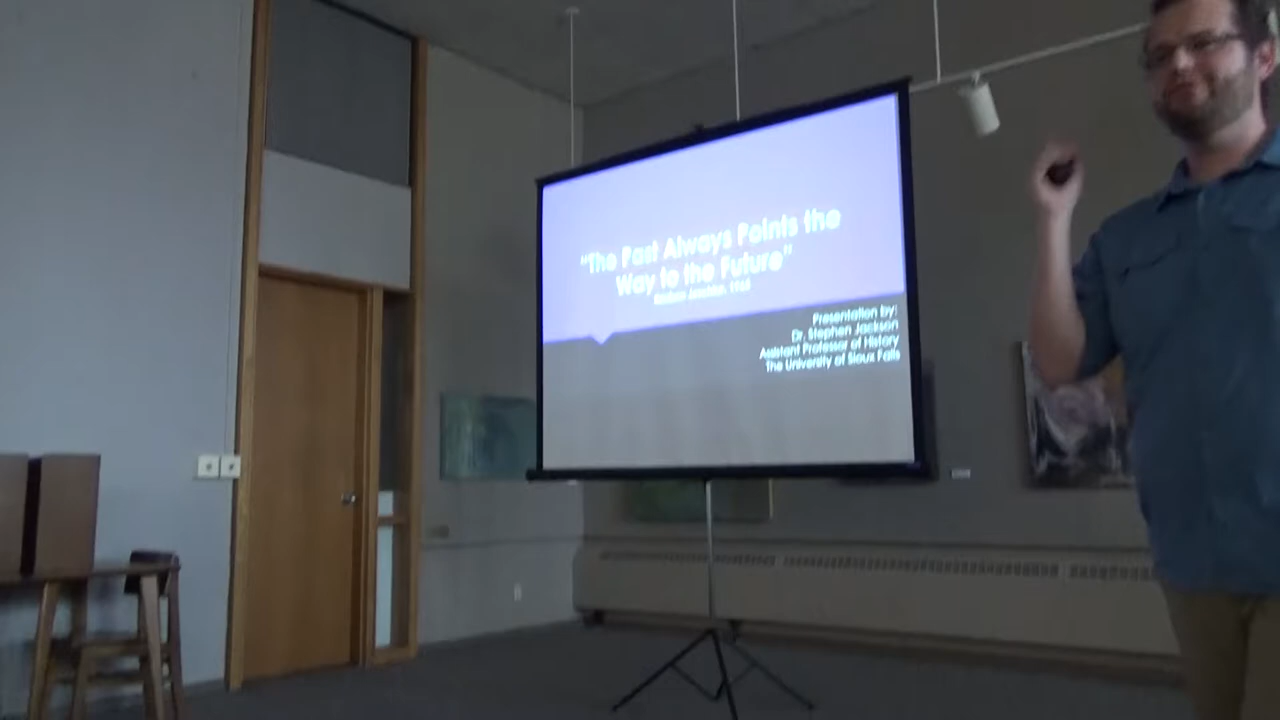 "The Past Always Points the
Way to the Future"
Presentation by:
Dr. Stephen Jackson
Assistant Professor of History
The University of Sioux Falls